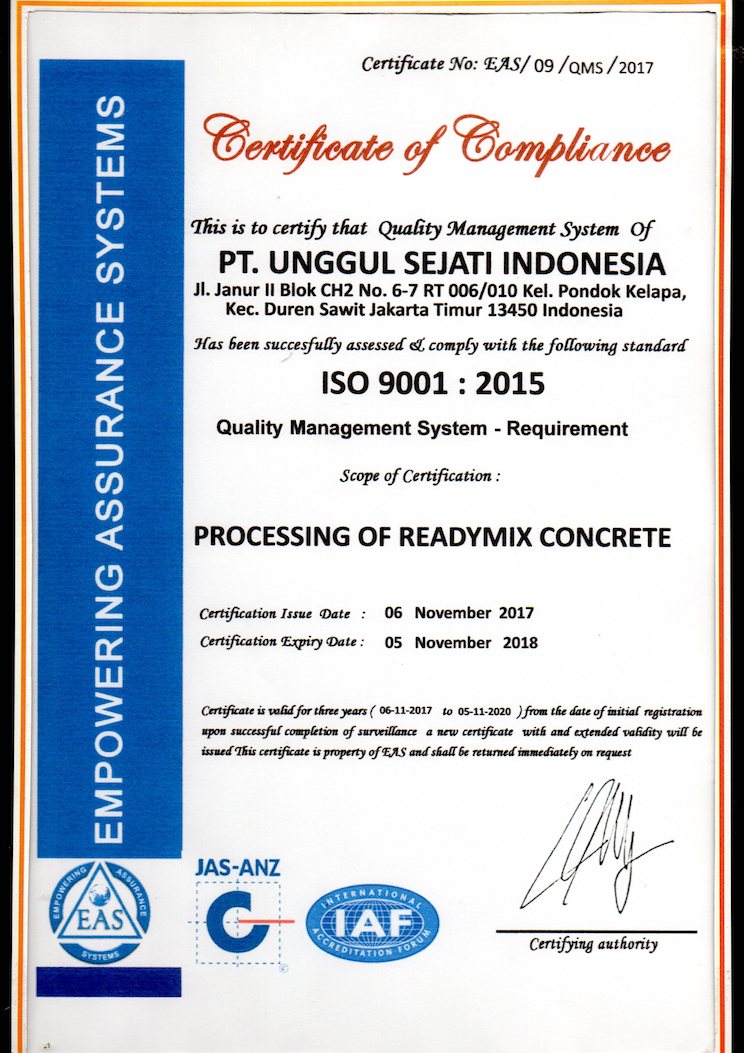 Certificate No: EAS/ 09 /QMS /2017
EMPOWERING ASSURANCE SYSTEMS
Certificate of Compliance
This is to certify that Quality Management System Of
PT. UNGGUL SEJATI INDONESIA
Jl. Janur II Blok CH2 No. 6-7 RT 006/010 Kel. Pondok Kelapa,
Kec. Duren Sawit Jakarta Timur 13450 Indonesia
Has been succesfully assessed & comply with the following standard
ISO 9001 : 2015
Quality Management System - Requirement
Scope of Certification :
PROCESSING OF READYMIX CONCRETE
Certification Issue Date : 06 November 2017
Certification Expiry Date : 05 November 2018
Certificate is valid for three years ( 06-11-2017 to 05-11-2020 ) from the date of initial registration
upon successful completion of surveillance a new certificate with and extended validity will be
issued This certificate is property of EAS and shall be returned immediately on request
EMPOWERING ASSURANCE
EAS
SYSTEMS
JAS-ANZ
©
INTERNATIONAL
IAF
ACCREDITATION FORUM
Certifying authority